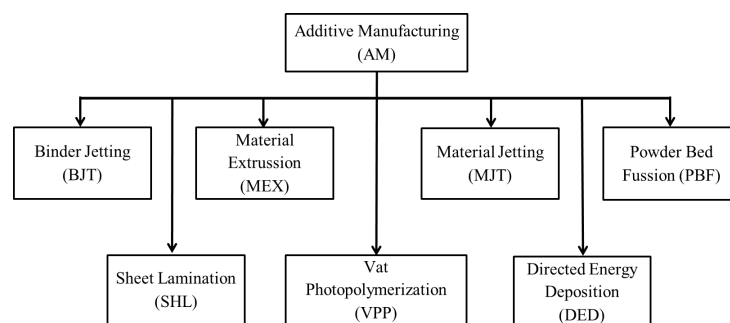 Additive Manufacturing
(AM)
Binder Jetting
(BJT)
Material
Extrussion
(MEX)
Material Jetting
(MJT)
Powder Bed
Fussion (PBF)
Sheet Lamination
(SHL)
Vat
Photopolymerization
(VPP)
Directed Energy
Deposition
(DED)